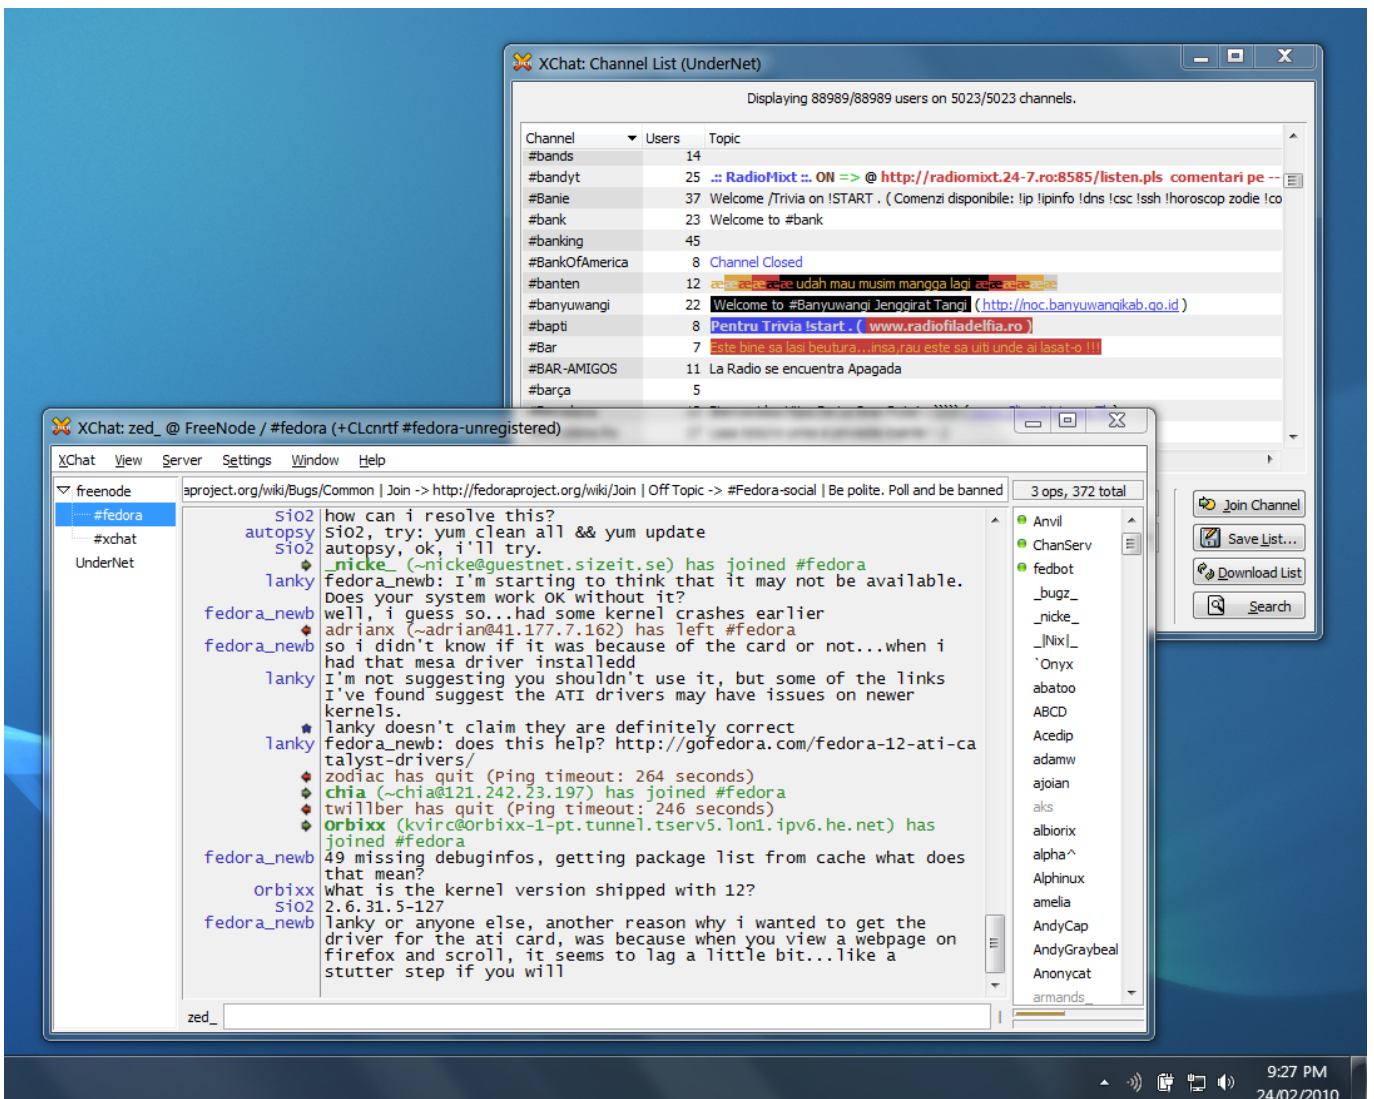 XChat: Channel List (UnderNet)
Displaying 88989/88989 users on 5023/5023 channels.
Channel Users Topic
#bands 14
#bandyt 25 .:: RadioMixt ::. ON => @ http://radiomixt.24-7.ro:8585/listen.pls comentari pe --
#Banie 37 Welcome /Trivia on !START . ( Comenzi disponibile: !ip !ipinfo !dns !csc !ssh !horoscop zodie !co
#bank 23 Welcome to #bank
#banking 45
#BankOfAmerica 8 Channel Closed
#banten 12 æææææ udah mau musim mangga lagi æææææ
#banyuwangi 22 Welcome to #Banyuwangi Jenggirat Tangi ( http://noc.banyuwangikab.go.id )
#bapti 8 Pentru Trivia !start . ( www.radiofiladelfia.ro )
#Bar 7 Este bine sa lasi beutura...insa,rau este sa uiti unde ai lasat-o !!!
#BAR-AMIGOS 11 La Radio se encuentra Apagada
#barça 5
Join Channel
Save List...
Download List
Search
XChat: zed_ @ FreeNode / #fedora (+CLcnrtf #fedora-unregistered)
XChat View Server Settings Window Help
freenode
#fedora
#xchat
UnderNet
aproject.org/wiki/Bugs/Common | Join -> http://fedoraproject.org/wiki/Join | Off Topic -> #Fedora-social | Be polite. Poll and be banned
3 ops, 372 total
SiO2 how can i resolve this?
autopsy SiO2, try: yum clean all && yum update
SiO2 autopsy, ok, i'll try.
_nicke_ (~nicke@guestnet.sizeit.se) has joined #fedora
lanky fedora_newb: I'm starting to think that it may not be available.
Does your system work OK without it?
fedora_newb well, i guess so...had some kernel crashes earlier
adrianx (~adrian@41.177.7.162) has left #fedora
fedora_newb so i didn't know if it was because of the card or not...when i
had that mesa driver installedd
lanky I'm not suggesting you shouldn't use it, but some of the links
I've found suggest the ATI drivers may have issues on newer
kernels.
lanky doesn't claim they are definitely correct
lanky fedora_newb: does this help? http://gofedora.com/fedora-12-ati-ca
talyst-drivers/
zodiac has quit (Ping timeout: 264 seconds)
chia (~chia@121.242.23.197) has joined #fedora
twillber has quit (Ping timeout: 246 seconds)
Orbixx (kvirc@Orbixx-1-pt.tunnel.tserv5.lon1.ipv6.he.net) has
joined #fedora
fedora_newb 49 missing debuginfos, getting package list from cache what does
that mean?
Orbixx What is the kernel version shipped with 12?
SiO2 2.6.31.5-127
fedora_newb lanky or anyone else, another reason why i wanted to get the
driver for the ati card, was because when you view a webpage on
firefox and scroll, it seems to lag a little bit...like a
stutter step if you will
zed_
Anvil
ChanServ
fedbot
_bugz_
_nicke_
_|Nix|_
`Onyx
abatoo
ABCD
Acedip
adamw
ajoian
aks
albiorix
alpha^
Alphinux
amelia
AndyCap
AndyGraybeal
Anonycat
armands_
9:27 PM
24/02/2010